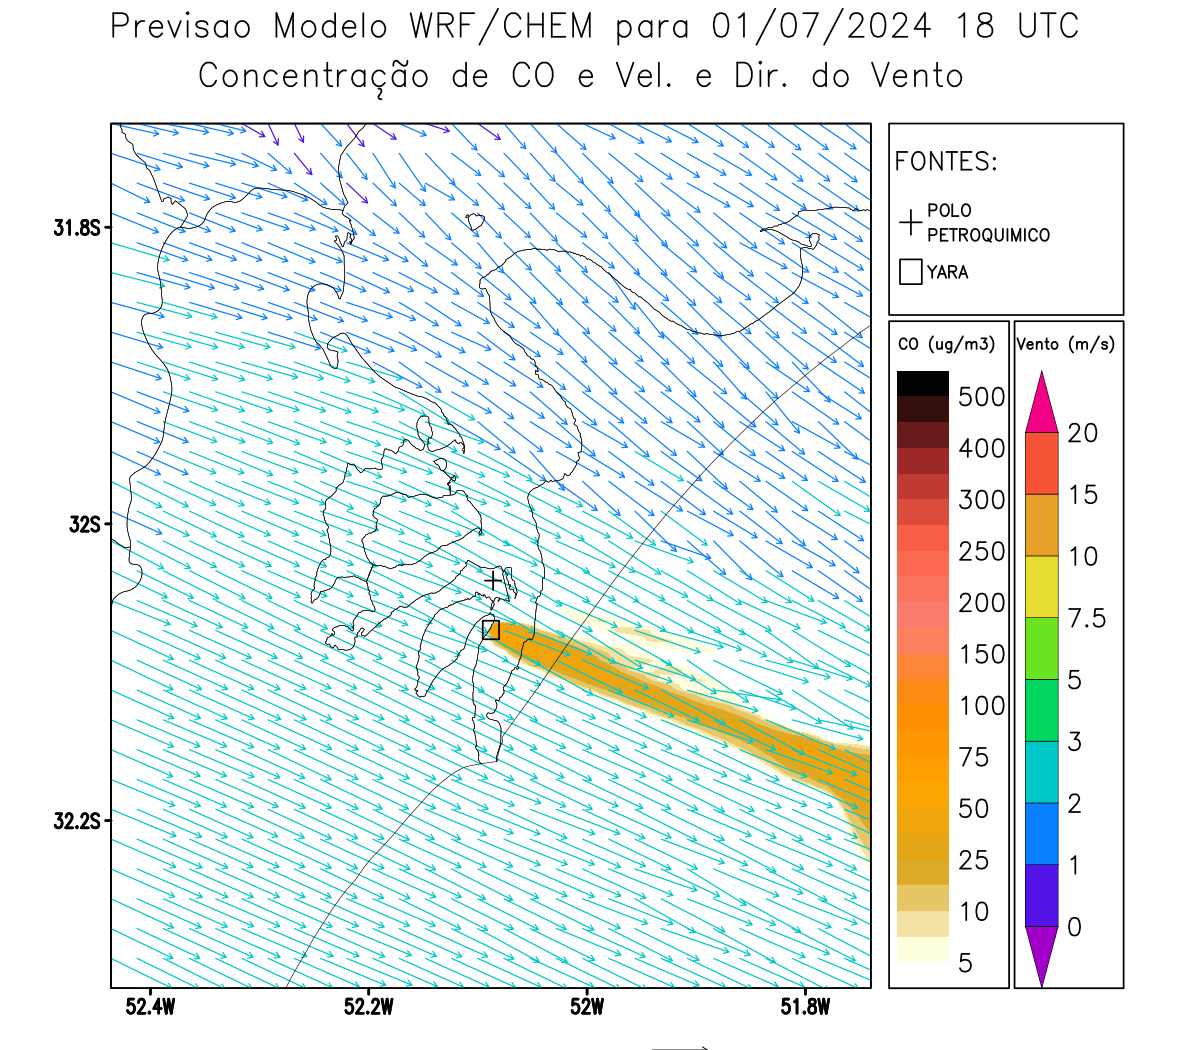 Previsao Modelo WRF/CHEM para 01/07/2024 18 UTC
Concentração de CO e Vel. e Dir. do Vento
FONTES:
POLO
PETROQUIMICO
YARA
31.8S
32S
32.2S
52.4W
52.2W
52W
51.8W
CO (ug/m3)
500
400
300
250
200
150
100
75
50
25
10
5
Vento (m/s)
20
15
10
7.5
5
3
2
1
0